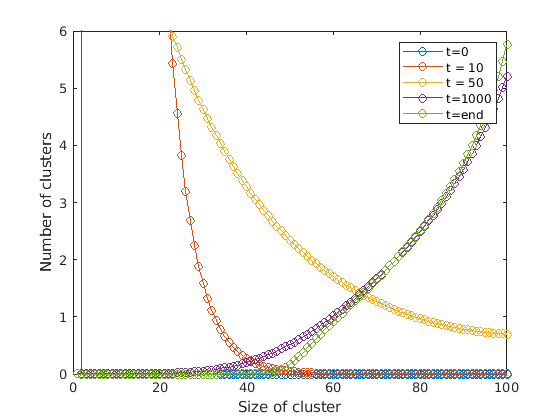 6
5
4
3
2
1
0
0
20
40
60
80
100
Number of clusters
Size of cluster
t=0
t = 10
t = 50
t=1000
t=end